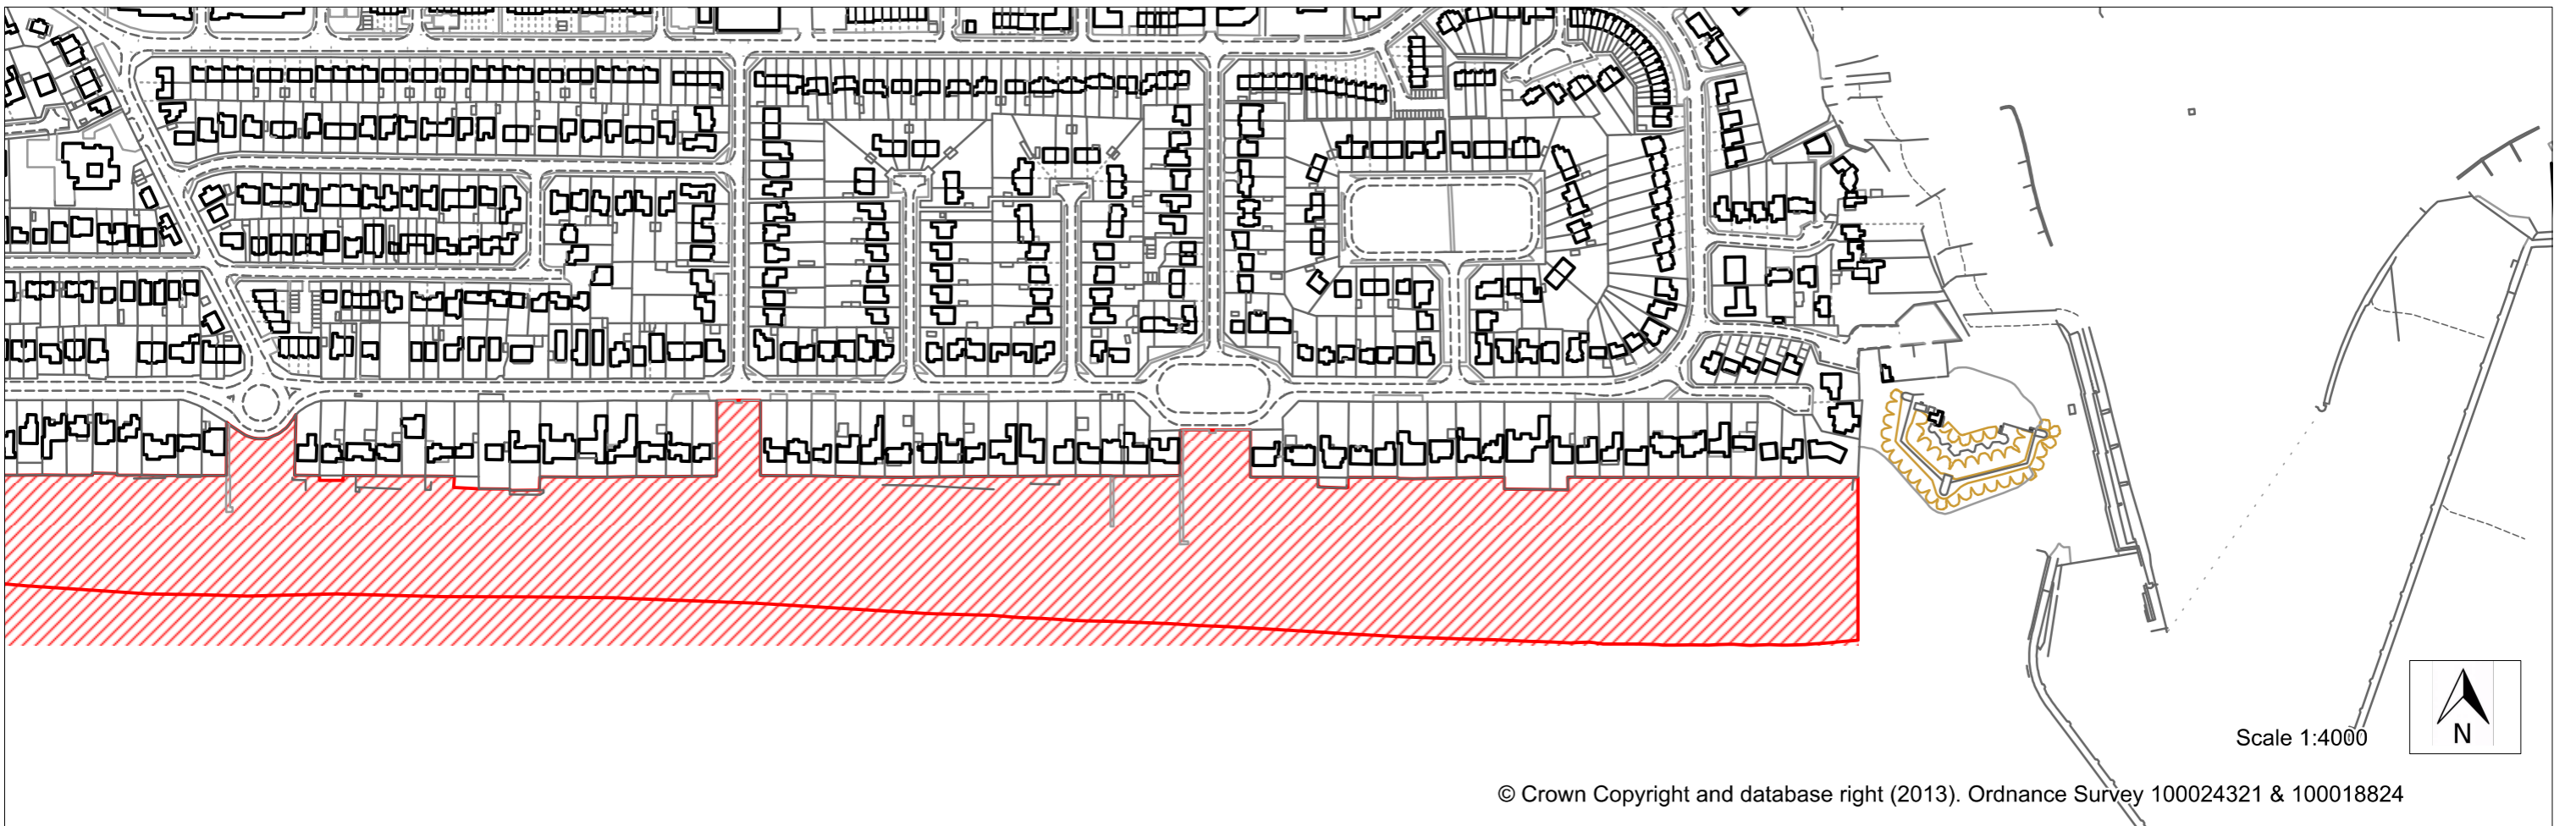 Scale 1:4000
N
© Crown Copyright and database right (2013). Ordnance Survey 100024321 & 100018824